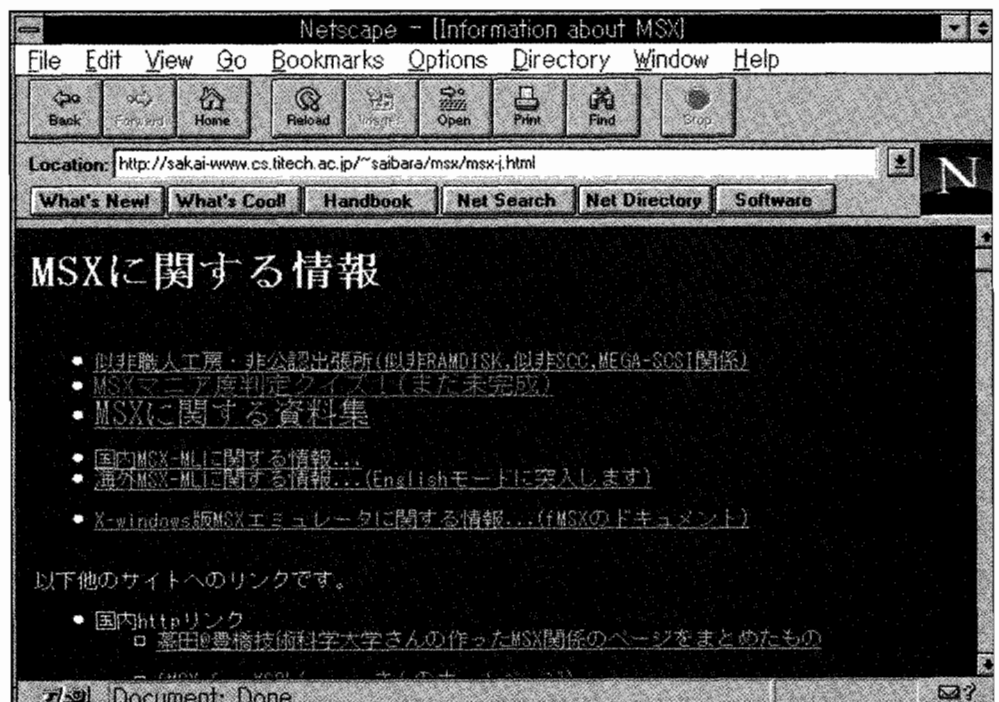 Netscape - [Information about MSX]
File Edit View Go Bookmarks Options Directory Window Help
Back Forward Home Reload Images Open Print Find Stop
Location: http://sakai-www.cs.titech.ac.jp/~saibara/msx/msx-j.html
N
What's New! What's Cool! Handbook Net Search Net Directory Software
MSXに関する情報
似非職人工房・非公認出張所(似非RAMDISK,似非SCC,MEGA-SCSI関係)
MSXマニア度判定クイズ！(まだ未完成)
MSXに関する資料集
国内MSX-MLに関する情報...
海外MSX-MLに関する情報...(Englishモードに突入します)
X-windows版MSXエミュレータに関する情報...(fMSXのドキュメント)
以下他のサイトへのリンクです。
国内httpリンク
墓田@豊橋技術科学大学さんの作ったMSX関係のページをまとめたもの
Document: Done